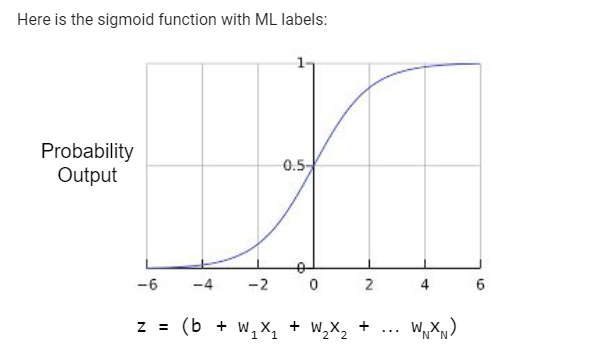 Here is the sigmoid function with ML labels:
1
Probability
Output
0.5
0
-6 -4 -2 0 2 4 6
z = (b + w₁x₁ + w₂x₂ + ... wₙxₙ)